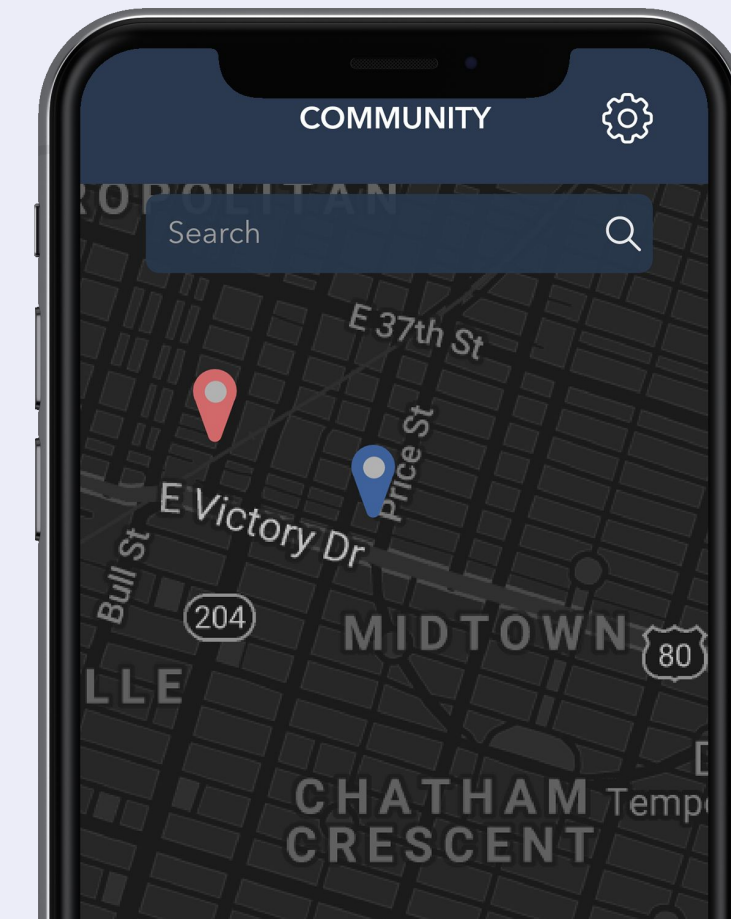 COMMUNITY
ROPOLITAN
Search
E 37th St
Price St
E Victory Dr
Bull St
204
MIDTOWN
80
LLE
CHATHAM
CRESCENT
Temp